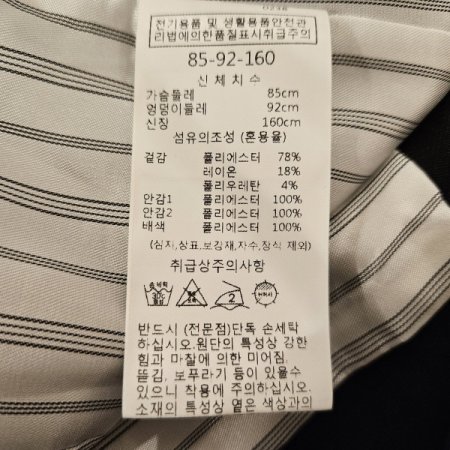 전기용품 및 생활용품안전관
리법에의한품질표시취급주의
85-92-160
신체치수
가슴둘레 85cm
엉덩이둘레 92cm
신장 160cm
섬유의조성 (혼용율)
겉감 폴리에스터 78%
레이온 18%
폴리우레탄 4%
안감1 폴리에스터 100%
안감2 폴리에스터 100%
배색 폴리에스터 100%
(심지,상표,보강재,자수,장식 제외)
취급상주의사항
반드시 (전문점)단독 손세탁
하십시오.원단의 특성상 강한
힘과 마찰에 의한 미어짐.
뜯김, 보푸라기 등이 있을수
있으니 착용에 주의하십시오.
소재의 특성상 옅은 색상과의